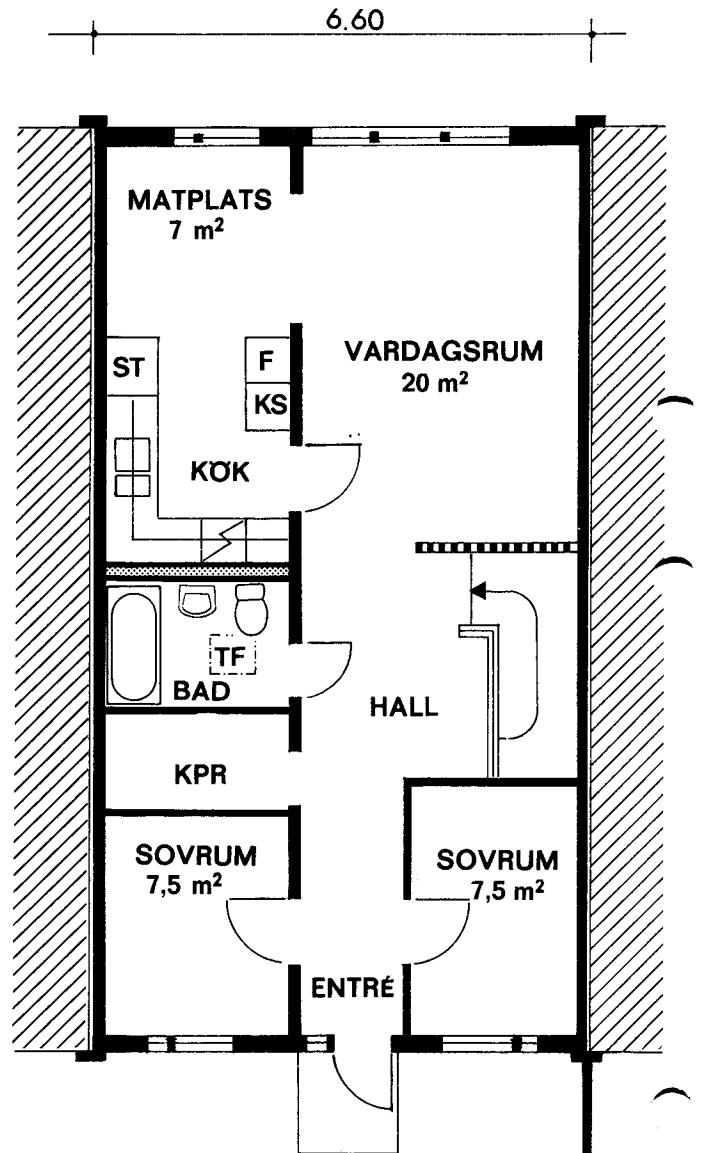 6.60
MATPLATS
7 m²
VARDAGSRUM
20 m²
ST
F
KS
KÖK
TF
BAD
HALL
KPR
SOVRUM
7,5 m²
SOVRUM
7,5 m²
ENTRÉ